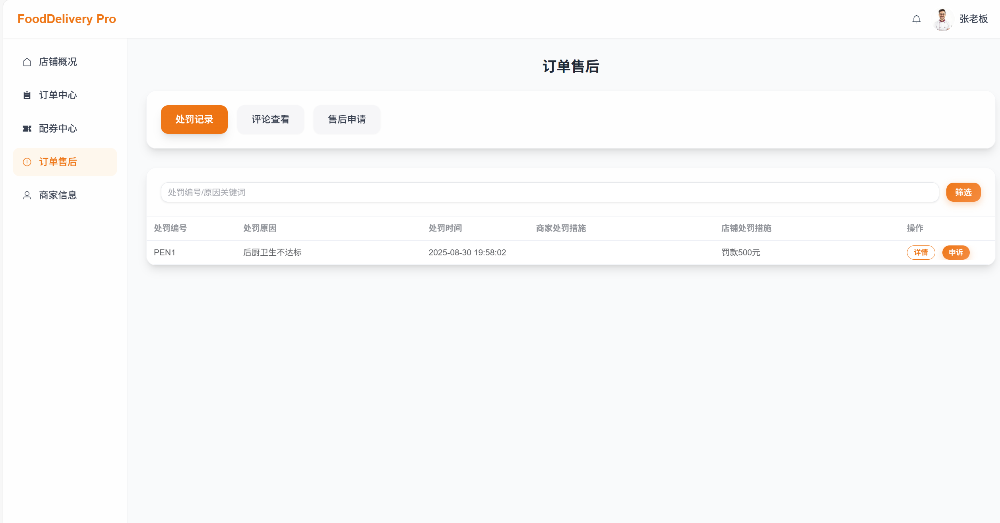 FoodDelivery Pro
张老板
店铺概况
订单中心
配券中心
订单售后
商家信息
订单售后
处罚记录 评论查看 售后申请
处罚编号/原因关键词 筛选
处罚编号 处罚原因 处罚时间 商家处罚措施 店铺处罚措施 操作
PEN1 后厨卫生不达标 2025-08-30 19:58:02 罚款500元 详情 申诉